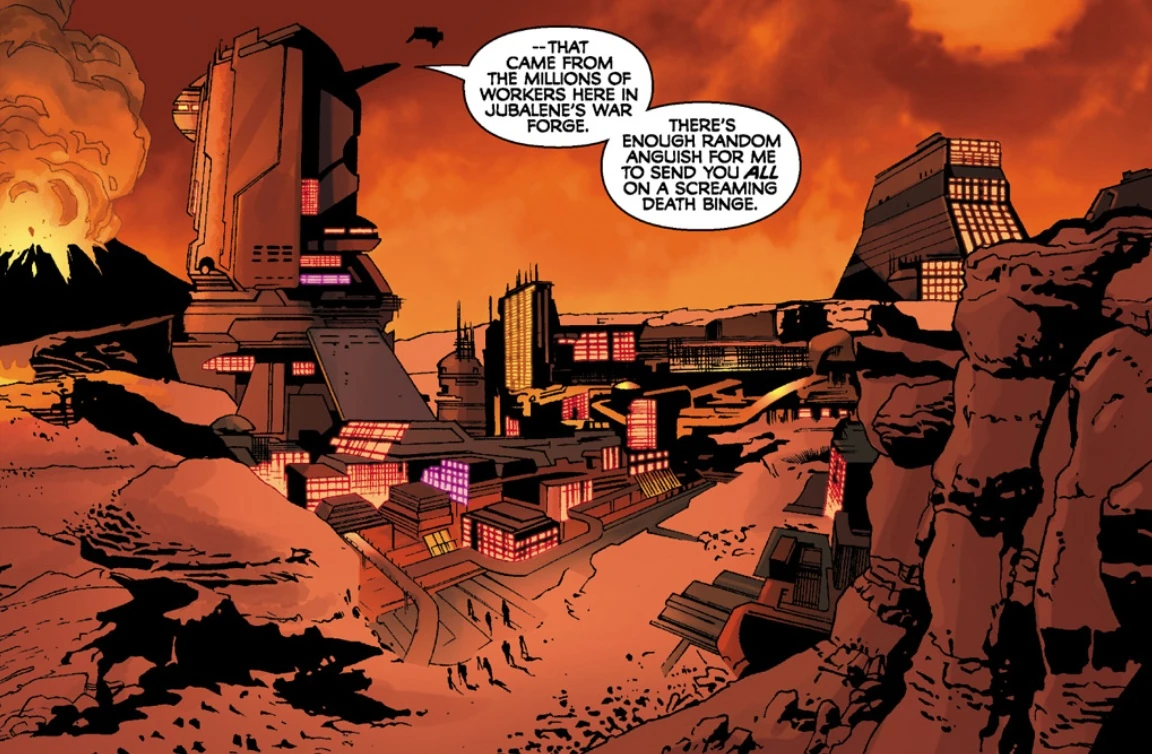 --THAT
CAME FROM
THE MILLIONS OF
WORKERS HERE IN
JUBALENE'S WAR
FORGE.
THERE'S
ENOUGH RANDOM
ANGUISH FOR ME
TO SEND YOU ALL
ON A SCREAMING
DEATH BINGE.